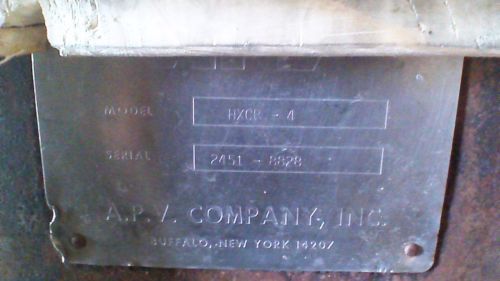 MODEL HXCR - 4
SERIAL 2451 - 8828
A.P.V. COMPANY, INC.
BUFFALO, NEW YORK 14207